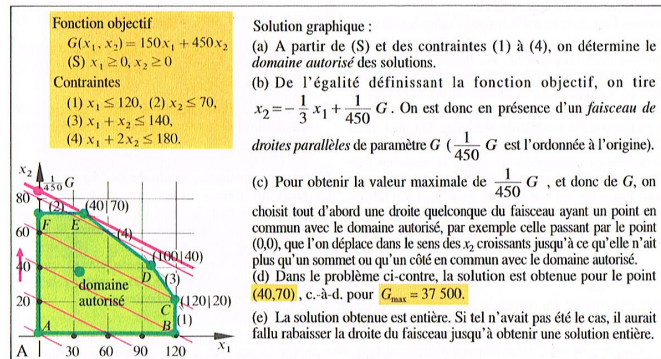 Fonction objectif
G(x₁, x₂)=150x₁+450x₂
(S) x₁ ≥0, x₂ ≥0
Contraintes
(1) x₁ ≤ 120, (2) x₂ ≤ 70,
(3) x₁ + x₂ ≤ 140,
(4) x₁ + 2x₂ ≤ 180.
x₂
1/450 G
80
60
40
20
(2)
(40|70)
F
E
(4)
(100|40)
D
(3)
domaine
autorisé
C
(120|20)
A
B
(1)
A
30
60
90
120
x₁
Solution graphique :
(a) A partir de (S) et des contraintes (1) à (4), on détermine le
domaine autorisé des solutions.
(b) De l'égalité définissant la fonction objectif, on tire
x₂=− 1/3 x₁ + 1/450 G . On est donc en présence d'un faisceau de
droites parallèles de paramètre G ( 1/450 G est l'ordonnée à l'origine).
(c) Pour obtenir la valeur maximale de 1/450 G , et donc de G, on
choisit tout d'abord une droite quelconque du faisceau ayant un point en
commun avec le domaine autorisé, par exemple celle passant par le point
(0,0), que l'on déplace dans le sens des x₂ croissants jusqu'à ce qu'elle n'ait
plus qu'un sommet ou qu'un côté en commun avec le domaine autorisé.
(d) Dans le problème ci-contre, la solution est obtenue pour le point
(40,70) , c.-à-d. pour Gmax = 37 500.
(e) La solution obtenue est entière. Si tel n'avait pas été le cas, il aurait
fallu rabaisser la droite du faisceau jusqu'à obtenir une solution entière.